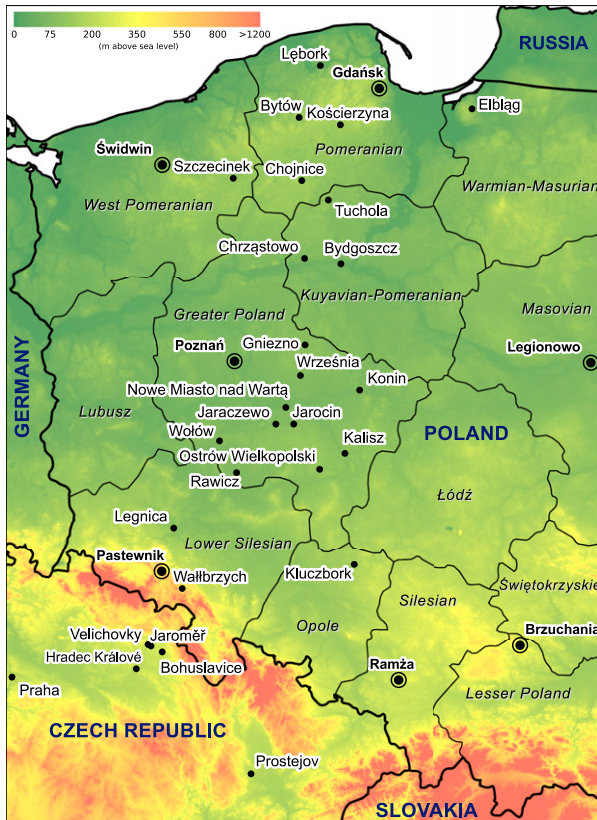 0 75 200 350 550 800 >1200
(m above sea level)
RUSSIA
Lębork
Gdańsk
Elbląg
Bytów
Kościerzyna
Pomeranian
Świdwin
Szczecinek
Chojnice
Warmian-Masurian
West Pomeranian
Tuchola
Chrząstowo
Bydgoszcz
Kuyavian-Pomeranian
Masovian
Greater Poland
Gniezno
Poznań
Legionowo
Września
GERMANY
Konin
Nowe Miasto nad Wartą
Lubusz
Jaraczewo
Jarocin
Wołów
POLAND
Kalisz
Ostrów Wielkopolski
Rawicz
Łódź
Legnica
Lower Silesian
Pastewnik
Kluczbork
Wałłbrzych
Świętokrzyskie
Silesian
Opole
Brzuchania
Velichovky
Jaroměř
Hradec Králové
Bohuslavice
Ramża
Praha
Lesser Poland
CZECH REPUBLIC
Prostejov
SLOVAKIA